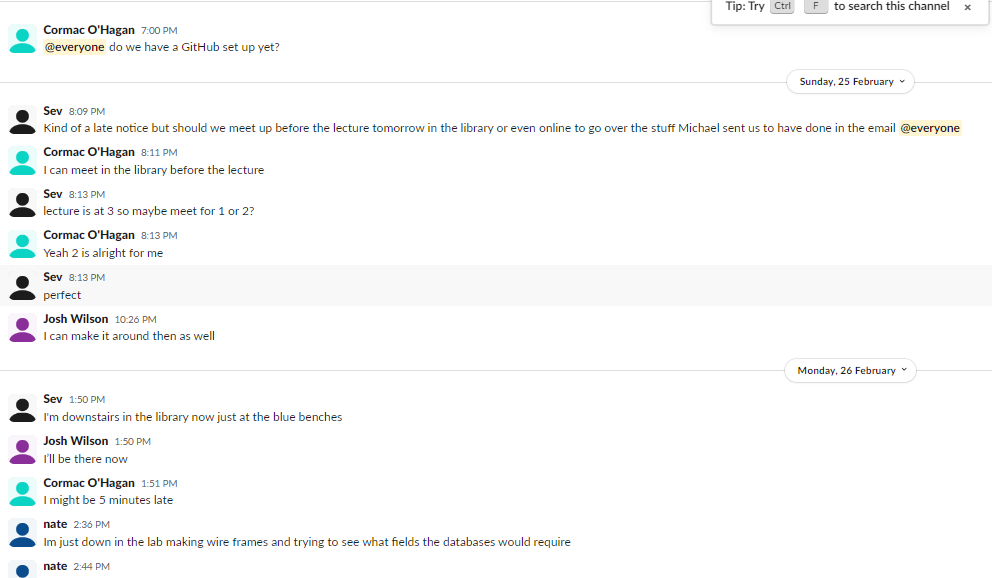 Tip: Try Ctrl F to search this channel ×
Cormac O'Hagan 7:00 PM
@everyone do we have a GitHub set up yet?
Sunday, 25 February
Sev 8:09 PM
Kind of a late notice but should we meet up before the lecture tomorrow in the library or even online to go over the stuff Michael sent us to have done in the email @everyone
Cormac O'Hagan 8:11 PM
I can meet in the library before the lecture
Sev 8:13 PM
lecture is at 3 so maybe meet for 1 or 2?
Cormac O'Hagan 8:13 PM
Yeah 2 is alright for me
Sev 8:13 PM
perfect
Josh Wilson 10:26 PM
I can make it around then as well
Monday, 26 February
Sev 1:50 PM
I'm downstairs in the library now just at the blue benches
Josh Wilson 1:50 PM
I'll be there now
Cormac O'Hagan 1:51 PM
I might be 5 minutes late
nate 2:36 PM
Im just down in the lab making wire frames and trying to see what fields the databases would require
nate 2:44 PM